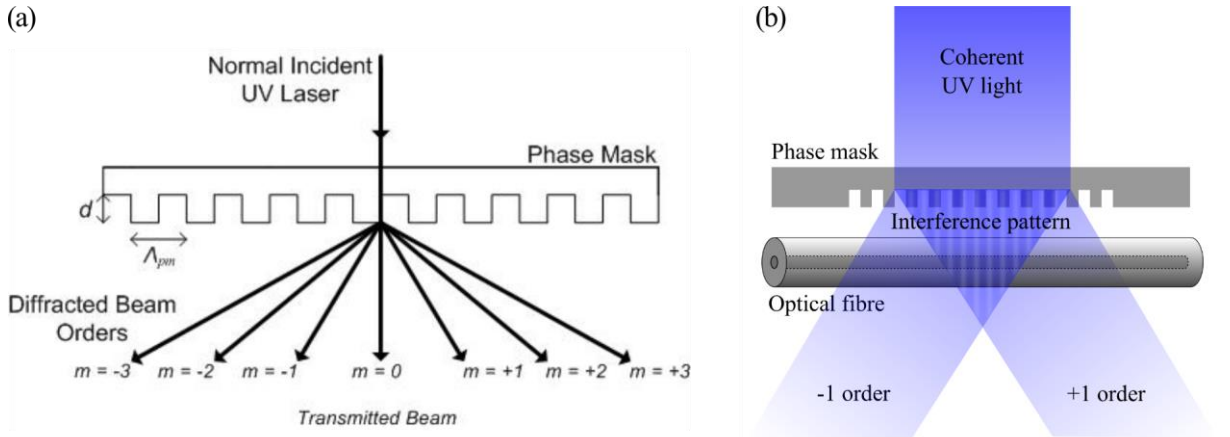 (a)
Normal Incident
UV Laser
Phase Mask
d
Λpm
Diffracted Beam
Orders
m = -3 m = -2 m = -1 m = 0 m = +1 m = +2 m = +3
Transmitted Beam
(b)
Coherent
UV light
Phase mask
Interference pattern
Optical fibre
-1 order +1 order